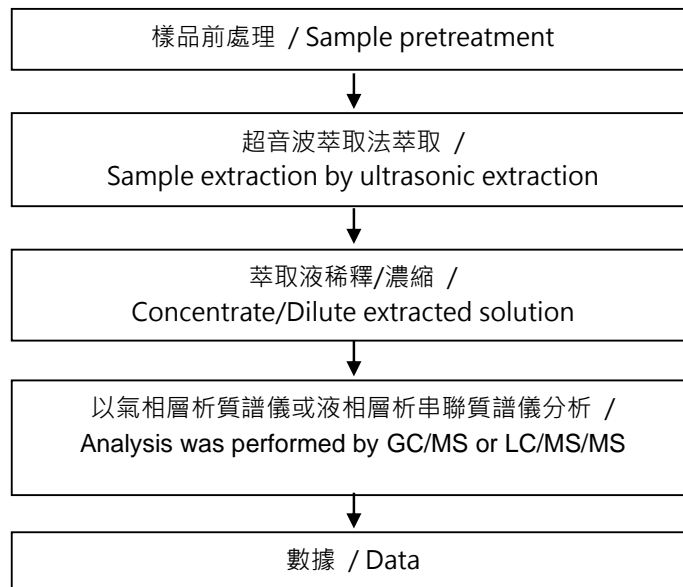 樣品前處理 / Sample pretreatment
超音波萃取法萃取 /
Sample extraction by ultrasonic extraction
萃取液稀釋/濃縮 /
Concentrate/Dilute extracted solution
以氣相層析質譜儀或液相層析串聯質譜儀分析 /
Analysis was performed by GC/MS or LC/MS/MS
數據 / Data